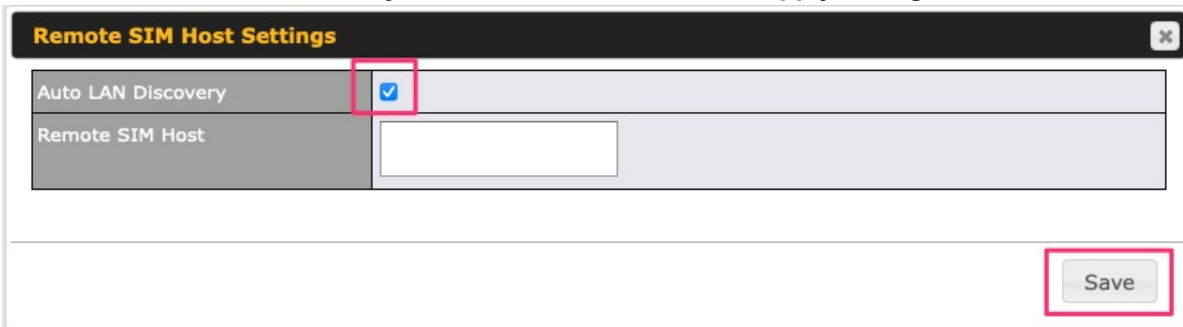 Remote SIM Host Settings
Auto LAN Discovery
Remote SIM Host
Save